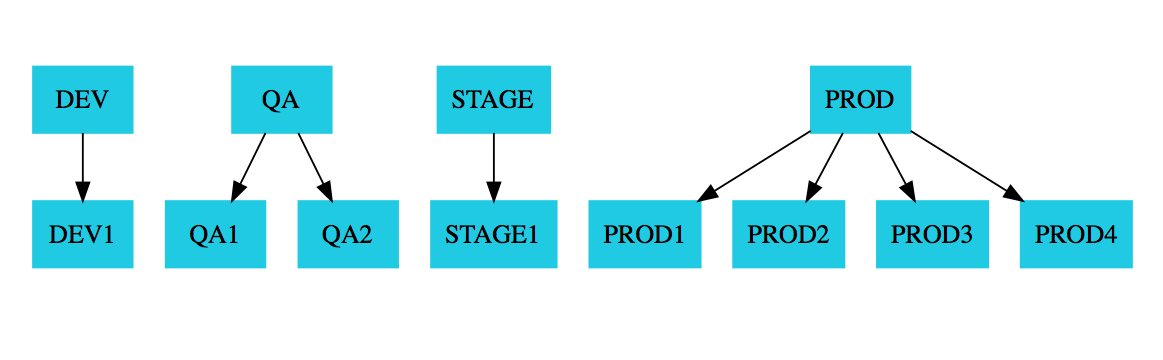 DEV
QA
STAGE
PROD
DEV1
QA1
QA2
STAGE1
PROD1
PROD2
PROD3
PROD4